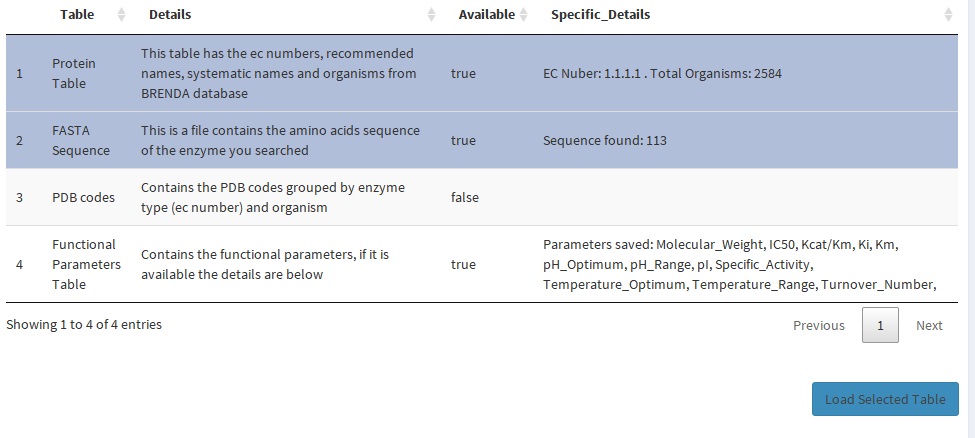 Table Details Available Specific_Details
1 Protein Table This table has the ec numbers, recommended names, systematic names and organisms from BRENDA database true EC Nuber: 1.1.1.1 . Total Organisms: 2584
2 FASTA Sequence This is a file contains the amino acids sequence of the enzyme you searched true Sequence found: 113
3 PDB codes Contains the PDB codes grouped by enzyme type (ec number) and organism false
4 Functional Parameters Table Contains the functional parameters, if it is available the details are below true Parameters saved: Molecular_Weight, IC50, Kcat/Km, Ki, Km, pH_Optimum, pH_Range, pI, Specific_Activity, Temperature_Optimum, Temperature_Range, Turnover_Number,
Showing 1 to 4 of 4 entries Previous 1 Next
Load Selected Table